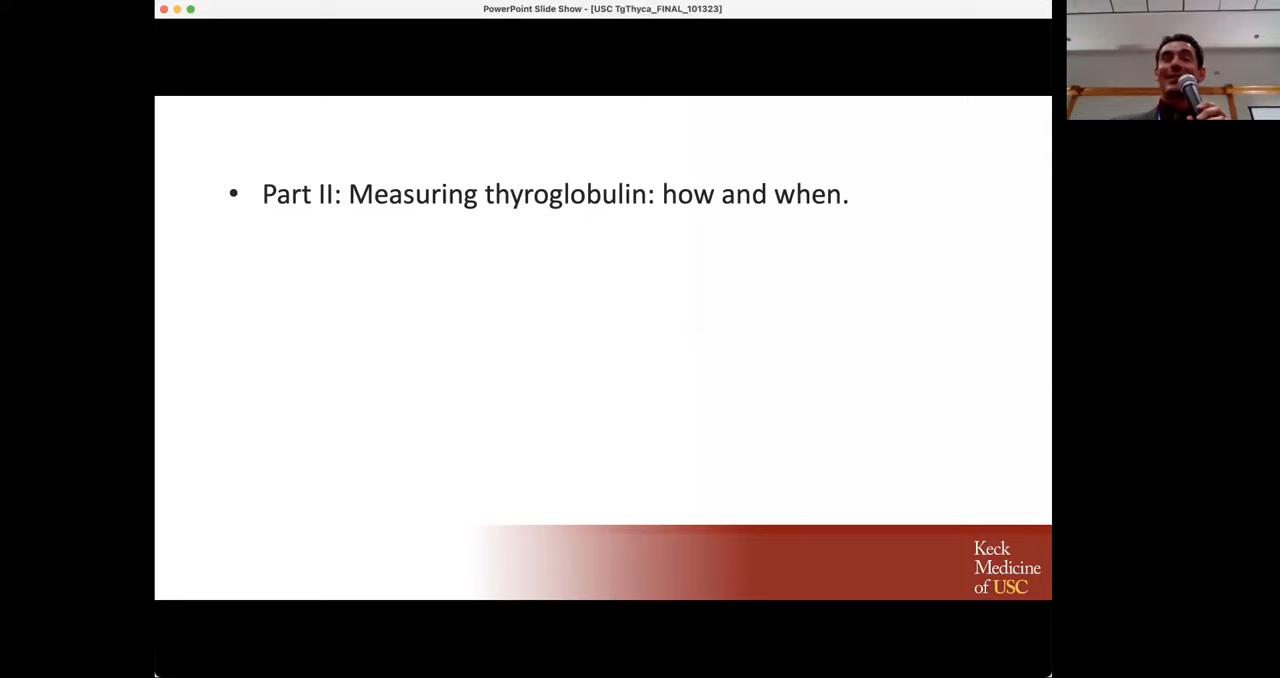 PowerPoint Slide Show - [USC TgThyca_FINAL_101323]
• Part II: Measuring thyroglobulin: how and when.
Keck
Medicine
of USC